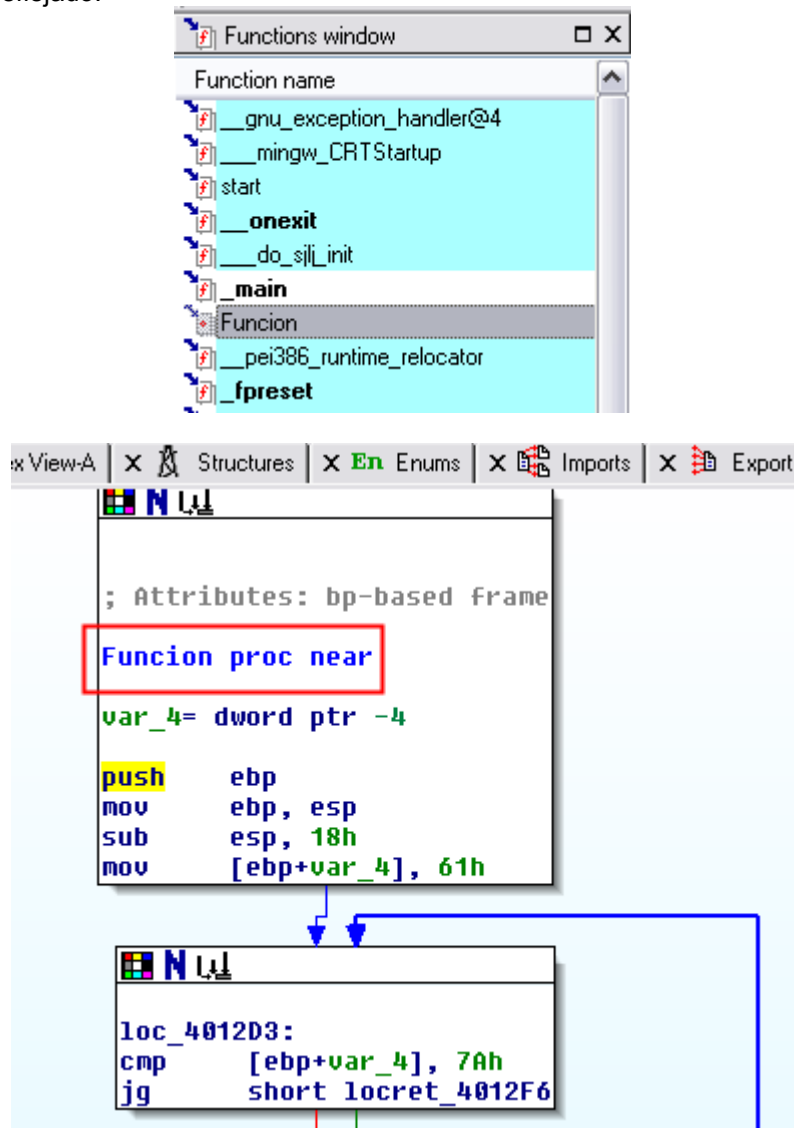 Functions window
Function name
__gnu_exception_handler@4
___mingw_CRTStartup
start
__onexit
___do_sjlj_init
_main
Funcion
__pei386_runtime_relocator
_fpreset
ex View-A X Structures X En Enums X Imports X Export
N
; Attributes: bp-based frame
Funcion proc near
var_4= dword ptr -4
push ebp
mov ebp, esp
sub esp, 18h
mov [ebp+var_4], 61h
N
loc_4012D3:
cmp [ebp+var_4], 7Ah
jg short locret_4012F6